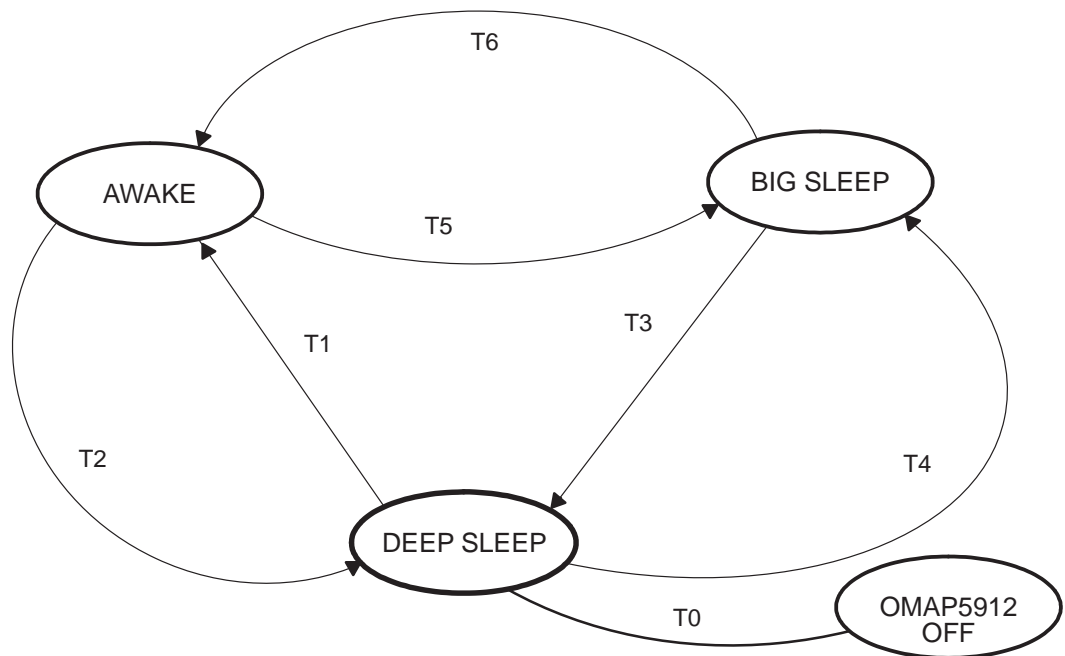 T6
AWAKE
BIG SLEEP
T5
T3
T1
T2
T4
DEEP SLEEP
T0
OMAP5912
OFF